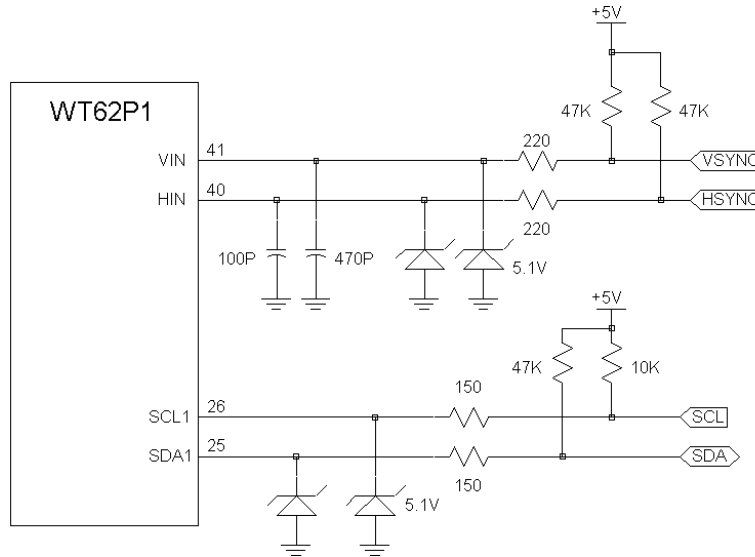 +5V
WT62P1
47K 47K
VIN 41 220 VSYNC
HIN 40 HSYNC
220
100P 470P 5.1V
+5V
47K 10K
150
SCL1 26 SCL
SDA1 25 SDA
150
5.1V